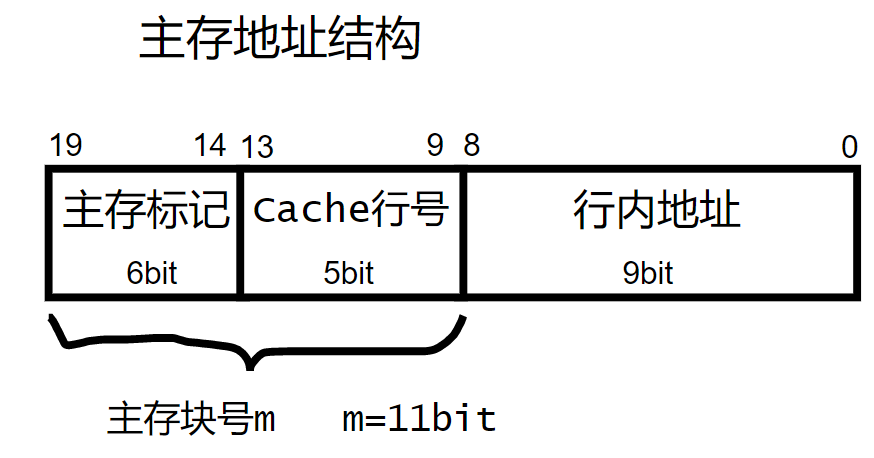 主存地址结构
19 14 13 9 8 0
主存标记 Cache行号 行内地址
6bit 5bit 9bit
主存块号m m=11bit